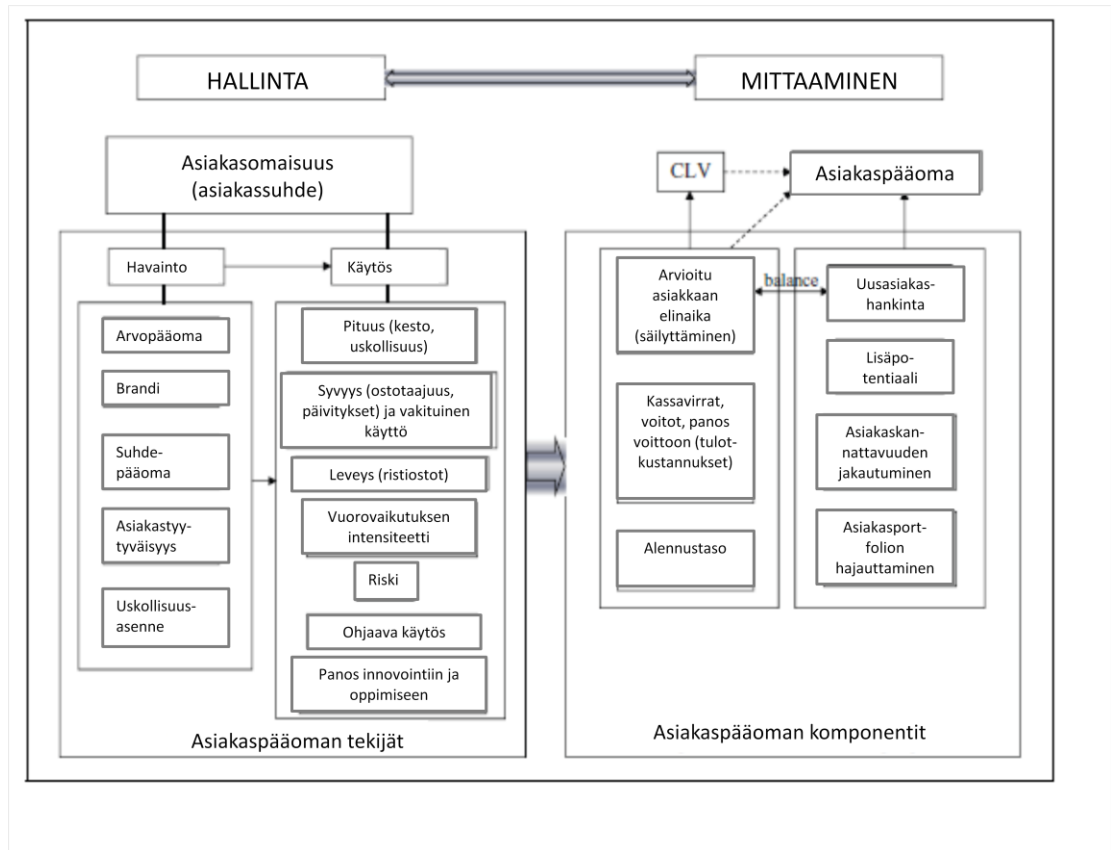 HALLINTA
MITTAAMINEN
Asiakasomaisuus
(asiakassuhde)
CLV
Asiakaspääoma
Havainto
Käytös
Arvopääoma
Brandi
Suhde-
pääoma
Asiakastyy-
tyväisyys
Uskollisuus-
asenne
Pituus (kesto,
uskollisuus)
Syvyys (ostotaajuus,
päivitykset) ja vakituinen
käyttö
Leveys (ristiostot)
Vuorovaikutuksen
intensiteetti
Riski
Ohjaava käytös
Panos innovointiin ja
oppimiseen
Asiakaspääoman tekijät
Arvioitu
asiakkaan
elinaika
(säilyttäminen)
balance
Kassavirrat,
voitot, panos
voittoon (tulot-
kustannukset)
Alennustaso
Uusasiakas-
hankinta
Lisäpo-
tentiaali
Asiakaskan-
nattavuuden
jakautuminen
Asiakasport-
folion
hajauttaminen
Asiakaspääoman komponentit